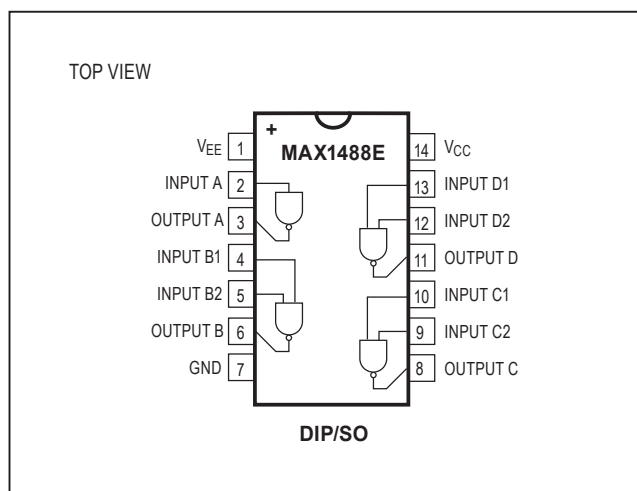 TOP VIEW
+
MAX1488E
VEE 1
INPUT A 2
OUTPUT A 3
INPUT B1 4
INPUT B2 5
OUTPUT B 6
GND 7
14 VCC
13 INPUT D1
12 INPUT D2
11 OUTPUT D
10 INPUT C1
9 INPUT C2
8 OUTPUT C
DIP/SO